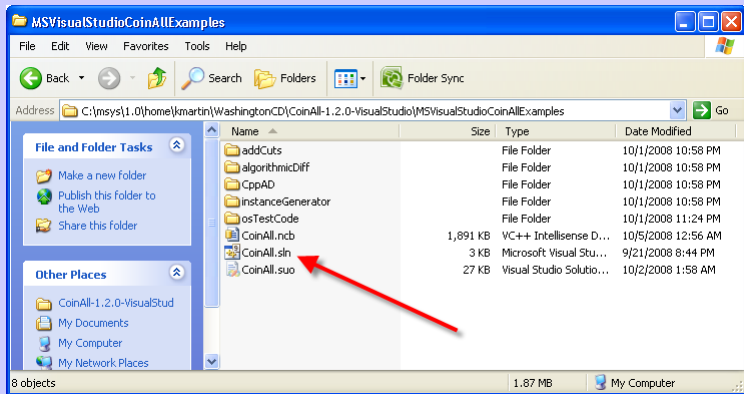 MSVisualStudioCoinAllExamples
File Edit View Favorites Tools Help
Back Search Folders Folder Sync
Address C:\msys\1.0\home\kmartin\WashingtonCD\CoinAll-1.2.0-VisualStudio\MSVisualStudioCoinAllExamples Go
File and Folder Tasks
Make a new folder
Publish this folder to
the Web
Share this folder
Other Places
CoinAll-1.2.0-VisualStud
My Documents
My Computer
My Network Places
Name Size Type Date Modified
addCuts File Folder 10/1/2008 10:58 PM
algorithmicDiff File Folder 10/1/2008 10:58 PM
CppAD File Folder 10/1/2008 10:58 PM
instanceGenerator File Folder 10/1/2008 10:58 PM
osTestCode File Folder 10/1/2008 11:24 PM
CoinAll.ncb 1,891 KB VC++ Intellisense D... 10/5/2008 12:56 AM
CoinAll.sln 3 KB Microsoft Visual Stu... 9/21/2008 8:44 PM
CoinAll.suo 27 KB Visual Studio Solutio... 10/2/2008 1:58 AM
8 objects 1.87 MB My Computer